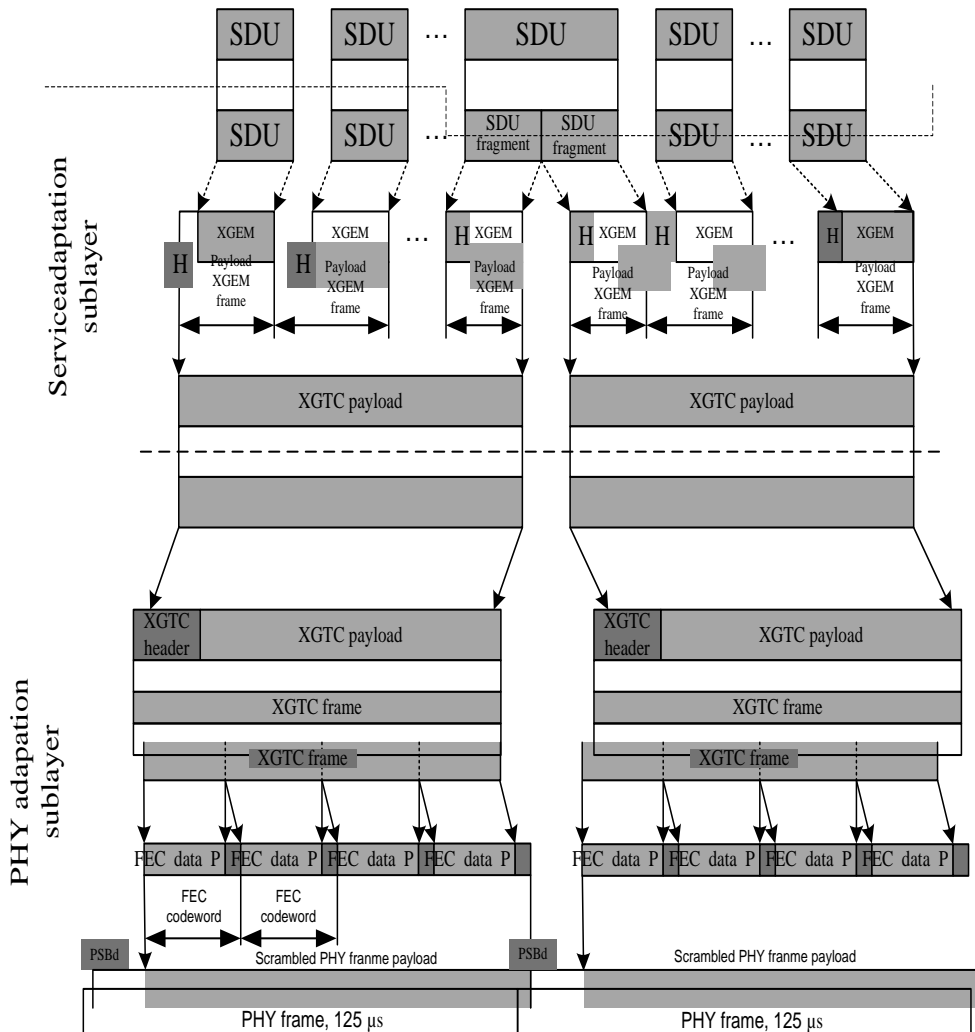 SDU SDU ... SDU SDU ... SDU
SDU SDU ... SDU fragment SDU fragment SDU ... SDU
Serviceadaptation
sublayer
H XGEM Payload
XGEM
frame
H XGEM Payload
XGEM
frame
...
H XGEM Payload
XGEM
frame
H XGEM Payload
XGEM
frame
H XGEM Payload
XGEM
frame
...
H XGEM Payload
XGEM
frame
XGTC payload XGTC payload
PHY adapation
sublayer
XGTC
header
XGTC payload
XGTC
header
XGTC payload
XGTC frame XGTC frame
XGTC frame XGTC frame
FEC data P FEC data P FEC data P FEC data P
FEC data P FEC data P FEC data P FEC data P
FEC
codeword
FEC
codeword
PSBd Scrambled PHY franme payload PSBd Scrambled PHY franme payload
PHY frame, 125 μs PHY frame, 125 μs